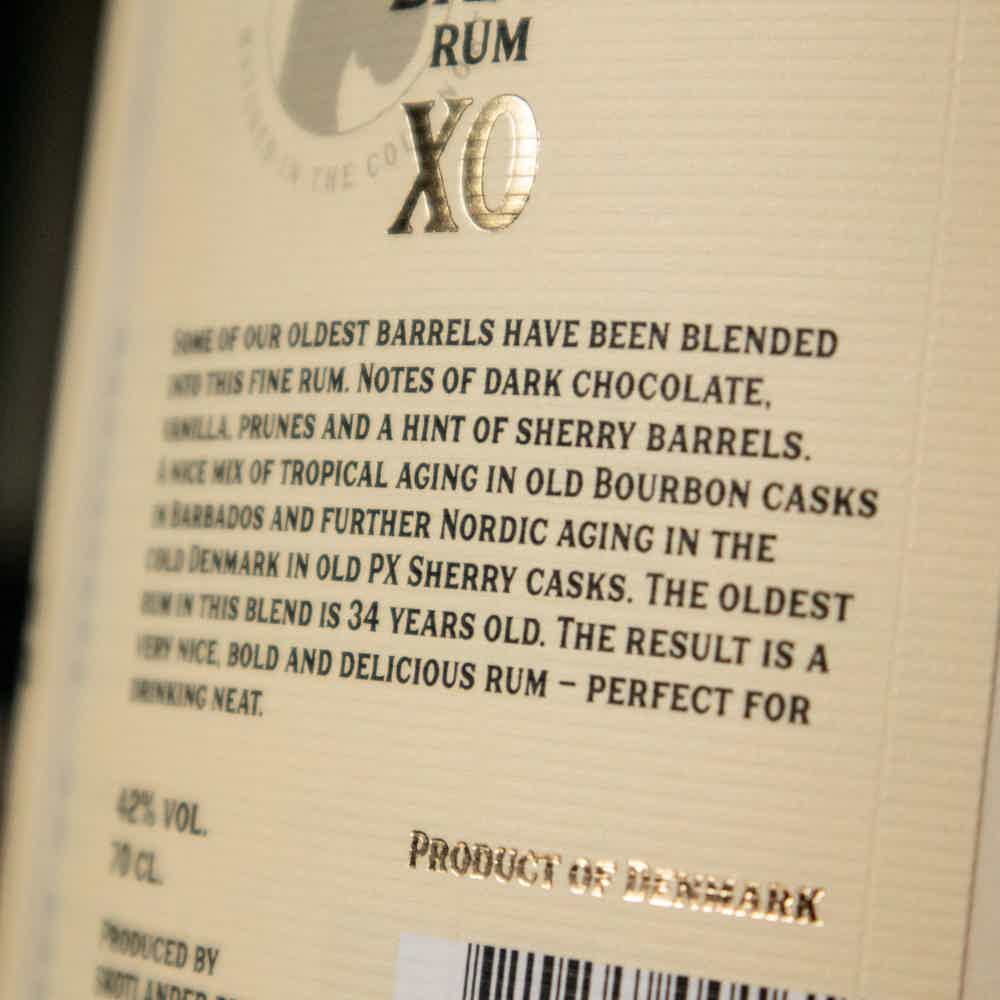 RUM
XO
IN THE
SOME OF OUR OLDEST BARRELS HAVE BEEN BLENDED
INTO THIS FINE RUM. NOTES OF DARK CHOCOLATE,
VANILLA, PRUNES AND A HINT OF SHERRY BARRELS.
A NICE MIX OF TROPICAL AGING IN OLD BOURBON CASKS
IN BARBADOS AND FURTHER NORDIC AGING IN THE
COLD DENMARK IN OLD PX SHERRY CASKS. THE OLDEST
RUM IN THIS BLEND IS 34 YEARS OLD. THE RESULT IS A
VERY NICE, BOLD AND DELICIOUS RUM – PERFECT FOR
DRINKING NEAT.
42% VOL.
70 CL.
PRODUCT OF DENMARK
PRODUCED BY